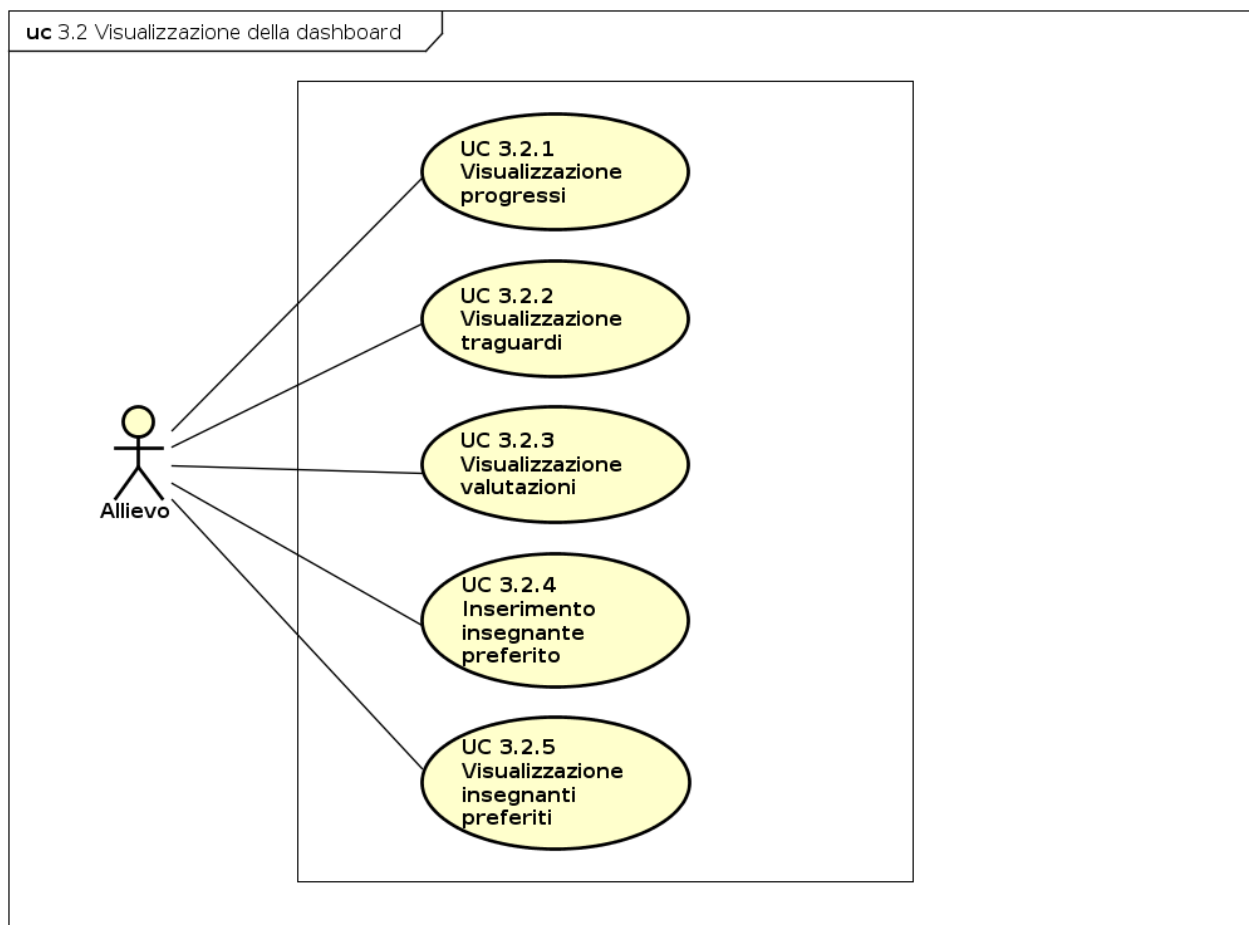 uc 3.2 Visualizzazione della dashboard
UC 3.2.1
Visualizzazione
progressi
UC 3.2.2
Visualizzazione
traguardi
UC 3.2.3
Visualizzazione
valutazioni
Allievo
UC 3.2.4
Inserimento
insegnante
preferito
UC 3.2.5
Visualizzazione
insegnanti
preferiti